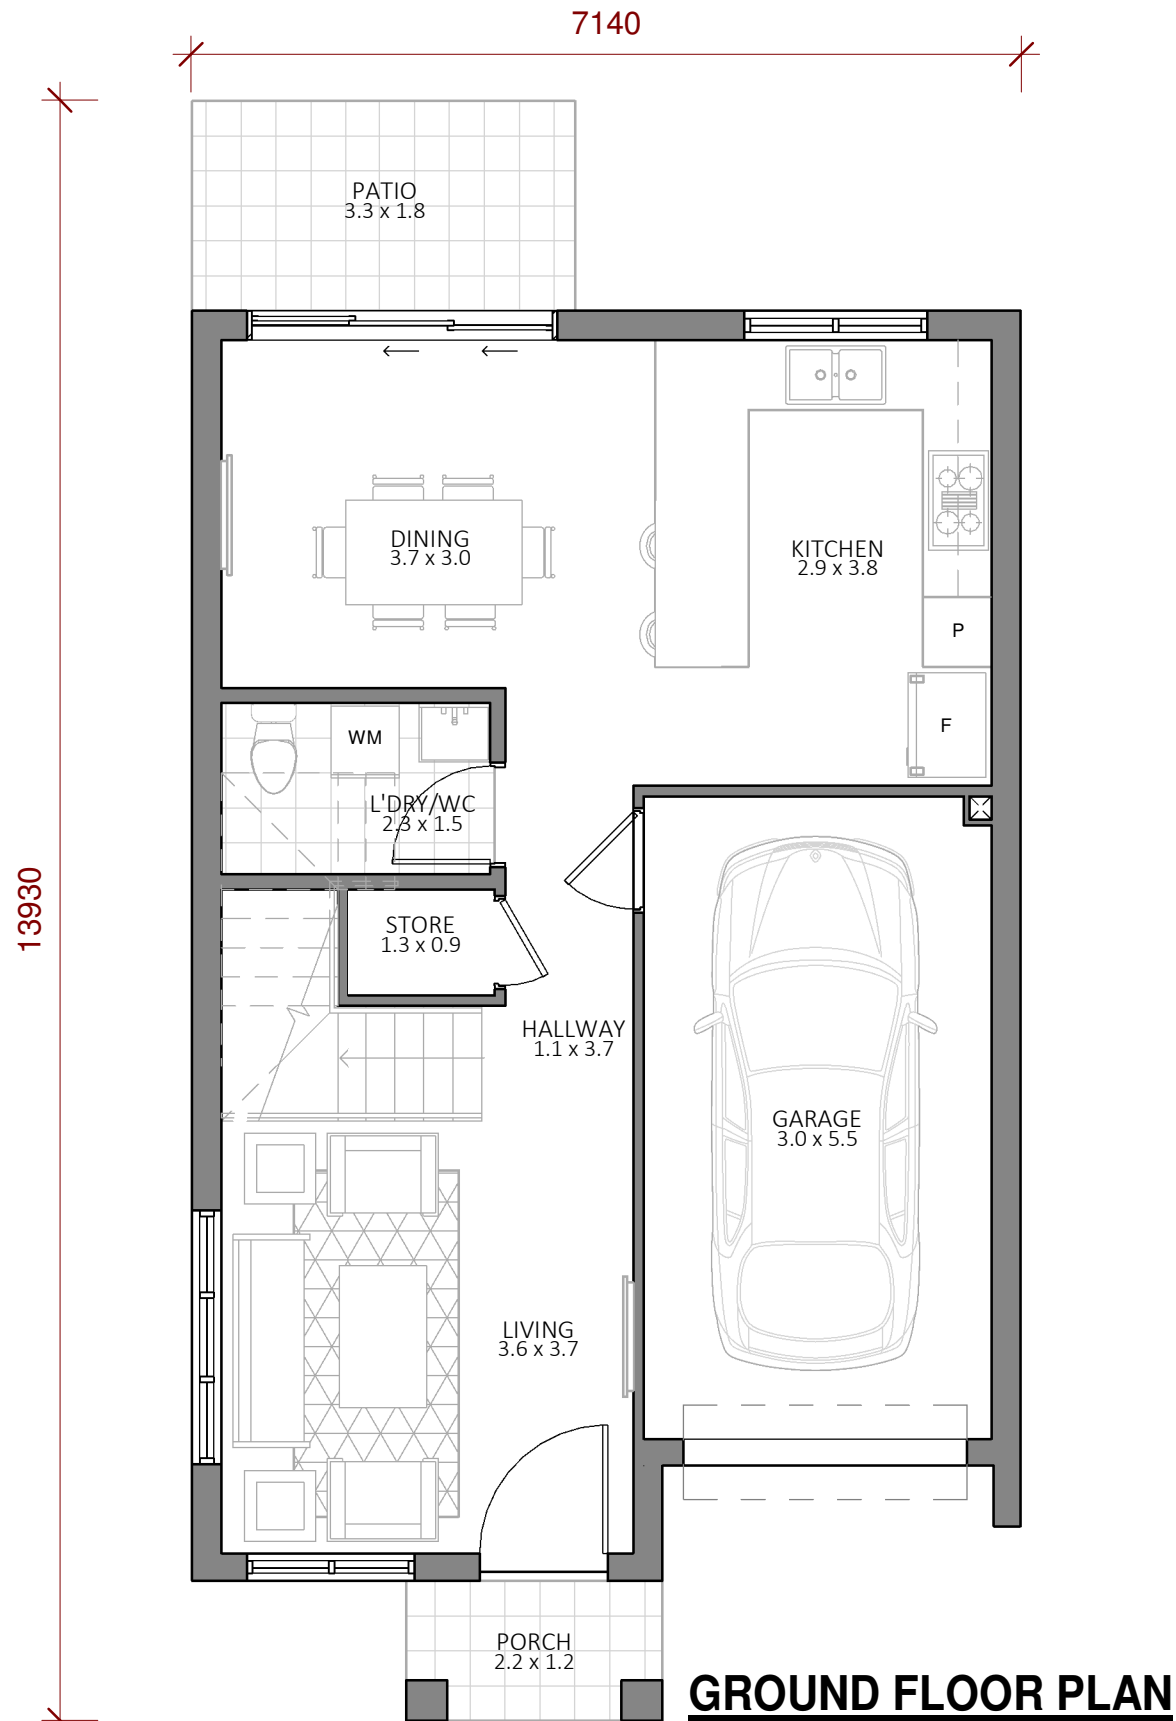 7140
13930
PATIO
3.3 x 1.8
DINING
3.7 x 3.0
KITCHEN
2.9 x 3.8
P
F
WM
L'DRY/WC
2.3 x 1.5
STORE
1.3 x 0.9
HALLWAY
1.1 x 3.7
GARAGE
3.0 x 5.5
LIVING
3.6 x 3.7
PORCH
2.2 x 1.2
GROUND FLOOR PLAN